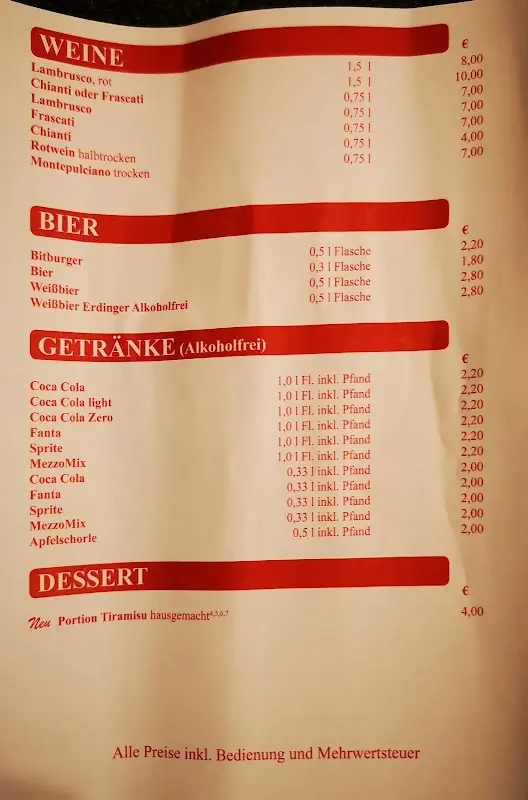 WEINE €
Lambrusco, rot 1,5 l 8,00
Chianti oder Frascati 1,5 l 10,00
Lambrusco 0,75 l 7,00
Frascati 0,75 l 7,00
Chianti 0,75 l 7,00
Rotwein halbtrocken 0,75 l 4,00
Montepulciano trocken 0,75 l 7,00
BIER €
Bitburger 0,5 l Flasche 2,20
Bier 0,3 l Flasche 1,80
Weißbier 0,5 l Flasche 2,80
Weißbier Erdinger Alkoholfrei 0,5 l Flasche 2,80
GETRÄNKE (Alkoholfrei) €
Coca Cola 1,0 l Fl. inkl. Pfand 2,20
Coca Cola light 1,0 l Fl. inkl. Pfand 2,20
Coca Cola Zero 1,0 l Fl. inkl. Pfand 2,20
Fanta 1,0 l Fl. inkl. Pfand 2,20
Sprite 1,0 l Fl. inkl. Pfand 2,20
MezzoMix 1,0 l Fl. inkl. Pfand 2,20
Coca Cola 0,33 l inkl. Pfand 2,00
Fanta 0,33 l inkl. Pfand 2,00
Sprite 0,33 l inkl. Pfand 2,00
MezzoMix 0,33 l inkl. Pfand 2,00
Apfelschorle 0,5 l inkl. Pfand 2,00
DESSERT €
Neu Portion Tiramisu hausgemacht4,5,6,7 4,00
Alle Preise inkl. Bedienung und Mehrwertsteuer